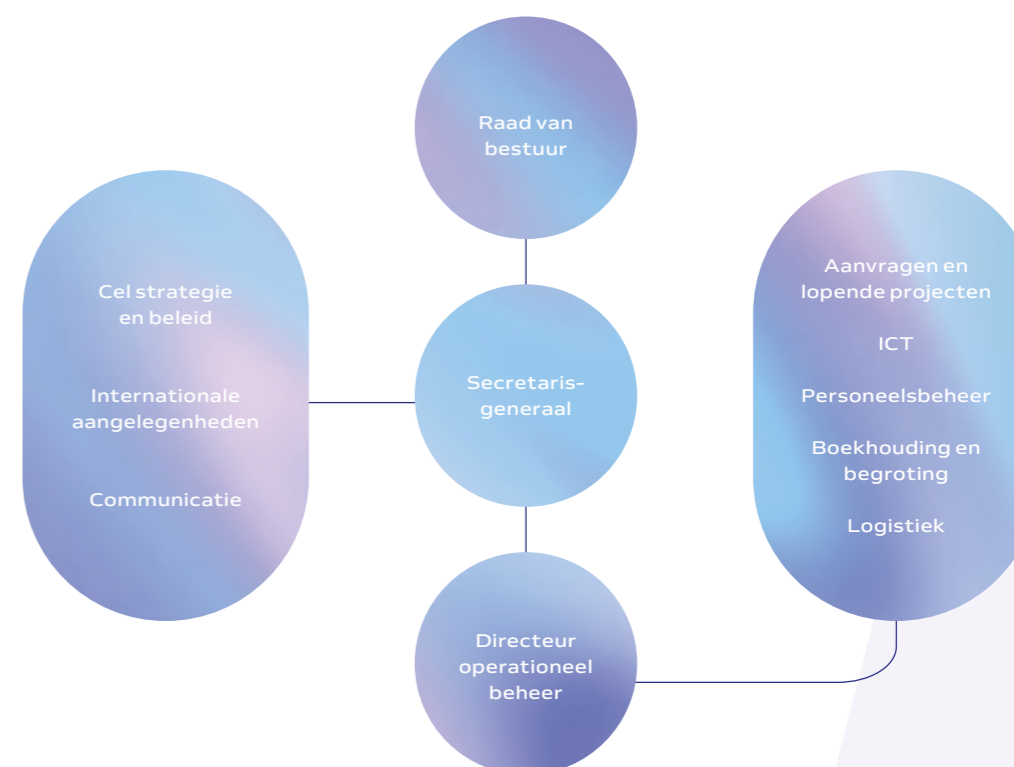 Raad van
bestuur
Cel strategie
en beleid
Internationale
aangelegenheden
Communicatie
Secretaris-
generaal
Aanvragen en
lopende projecten
ICT
Personeelsbeheer
Boekhouding en
begroting
Logistiek
Directeur
operationeel
beheer